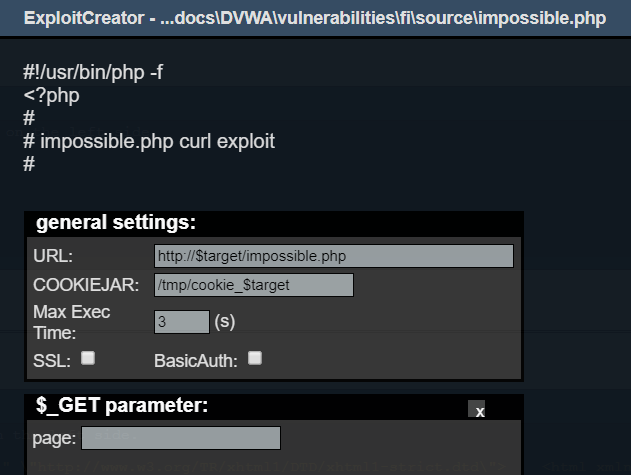 ExploitCreator - ...docs\DVWA\vulnerabilities\fi\source\impossible.php
#!/usr/bin/php -f
<?php
#
# impossible.php curl exploit
#
general settings:
URL: http://$target/impossible.php
COOKIEJAR: /tmp/cookie_$target
Max Exec
Time: 3 (s)
SSL: BasicAuth:
$_GET parameter: x
page: